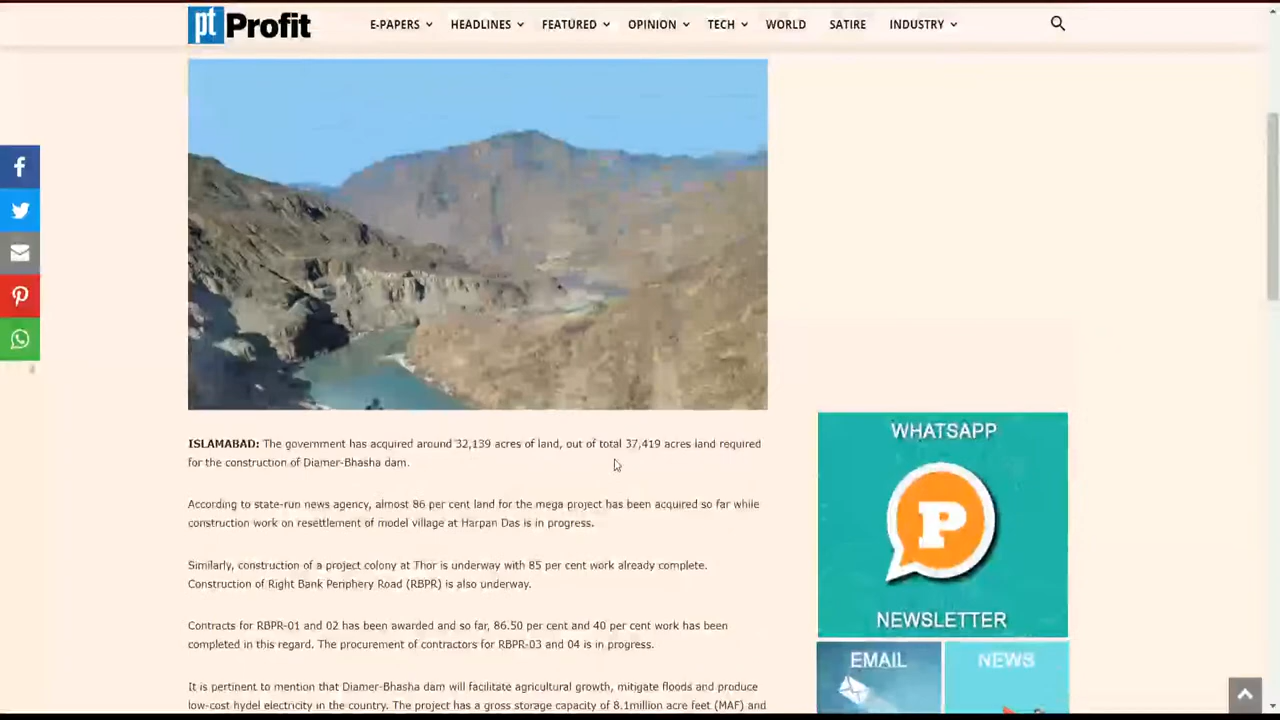 pt Profit E-PAPERS HEADLINES FEATURED OPINION TECH WORLD SATIRE INDUSTRY
ISLAMABAD: The government has acquired around 32,139 acres of land, out of total 37,419 acres land required
for the construction of Diamer-Bhasha dam.
According to state-run news agency, almost 86 per cent land for the mega project has been acquired so far while
construction work on resettlement of model village at Harpan Das is in progress.
Similarly, construction of a project colony at Thor is underway with 85 per cent work already complete.
Construction of Right Bank Periphery Road (RBPR) is also underway.
Contracts for RBPR-01 and 02 has been awarded and so far, 86.50 per cent and 40 per cent work has been
completed in this regard. The procurement of contractors for RBPR-03 and 04 is in progress.
It is pertinent to mention that Diamer-Bhasha dam will facilitate agricultural growth, mitigate floods and produce
low-cost hydel electricity in the country. The project has a gross storage capacity of 8.1million acre feet (MAF) and
WHATSAPP
P
NEWSLETTER
EMAIL NEWS